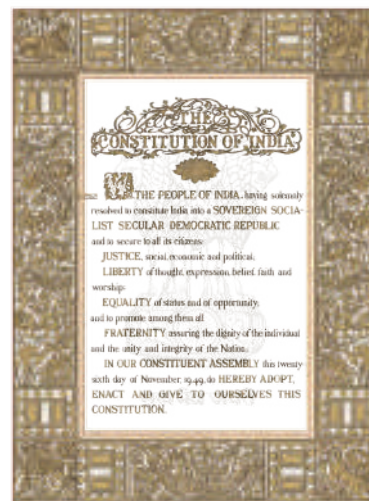 THE
CONSTITUTION OF INDIA
WE, THE PEOPLE OF INDIA, having solemnly
resolved to constitute India into a SOVEREIGN SOCIA-
LIST SECULAR DEMOCRATIC REPUBLIC
and to secure to all its citizens:
JUSTICE, social, economic and political;
LIBERTY of thought, expression, belief, faith and
worship;
EQUALITY of status and of opportunity;
and to promote among them all
FRATERNITY assuring the dignity of the individual
and the unity and integrity of the Nation;
IN OUR CONSTITUENT ASSEMBLY this twenty
sixth day of November, 1949, do HEREBY ADOPT,
ENACT AND GIVE TO OURSELVES THIS
CONSTITUTION.